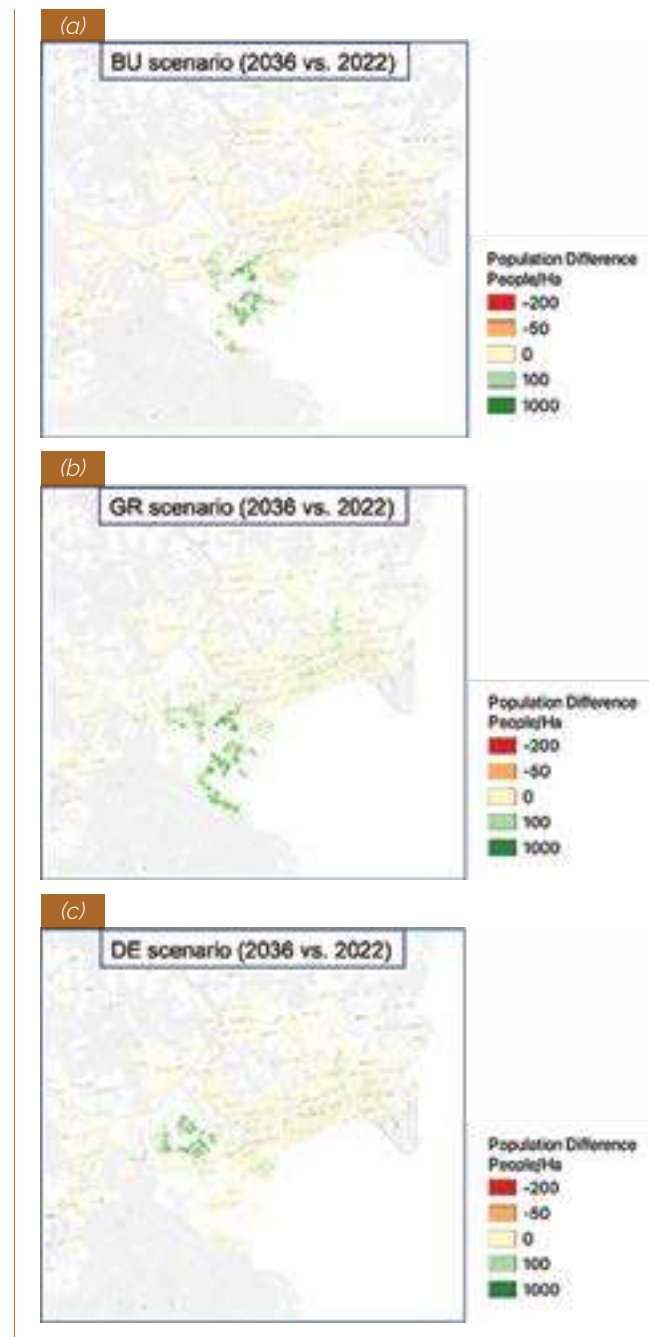 (a)
BU scenario (2036 vs. 2022)
Population Difference
People/Ha
-200
-50
0
100
1000
(b)
GR scenario (2036 vs. 2022)
Population Difference
People/Ha
-200
-50
0
100
1000
(c)
DE scenario (2036 vs. 2022)
Population Difference
People/Ha
-200
-50
0
100
1000